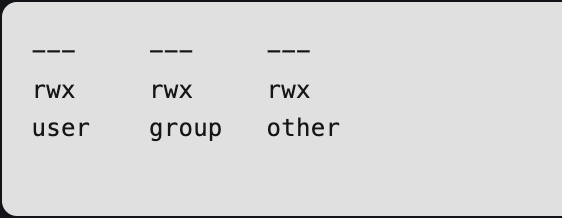 ---     ---     ---
rwx     rwx     rwx
user    group   other